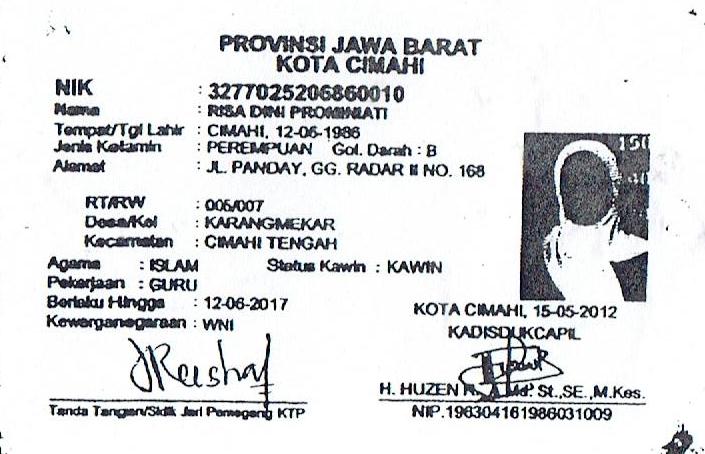 PROVINSI JAWA BARAT
KOTA CIMAHI
NIK : 3277025206860010
Nama : RISA DINI PROMINIATI
Tempat/Tgl Lahir : CIMAHI, 12-06-1986
Jenis Kelamin : PEREMPUAN Gol. Darah : B
Alamat : JL. PANDAY, GG. RADAR II NO. 168
RT/RW : 005/007
Desa/Kel : KARANGMEKAR
Kecamatan : CIMAHI TENGAH
Agama : ISLAM Status Kawin : KAWIN
Pekerjaan : GURU
Berlaku Hingga : 12-06-2017
Kewarganegaraan : WNI
150
KOTA CIMAHI, 15-05-2012
KADISDUKCAPIL
H. HUZEN St.,SE.,M.Kes.
Tanda Tangan/Sidik Jari Pemegang KTP
NIP.196304161986031009